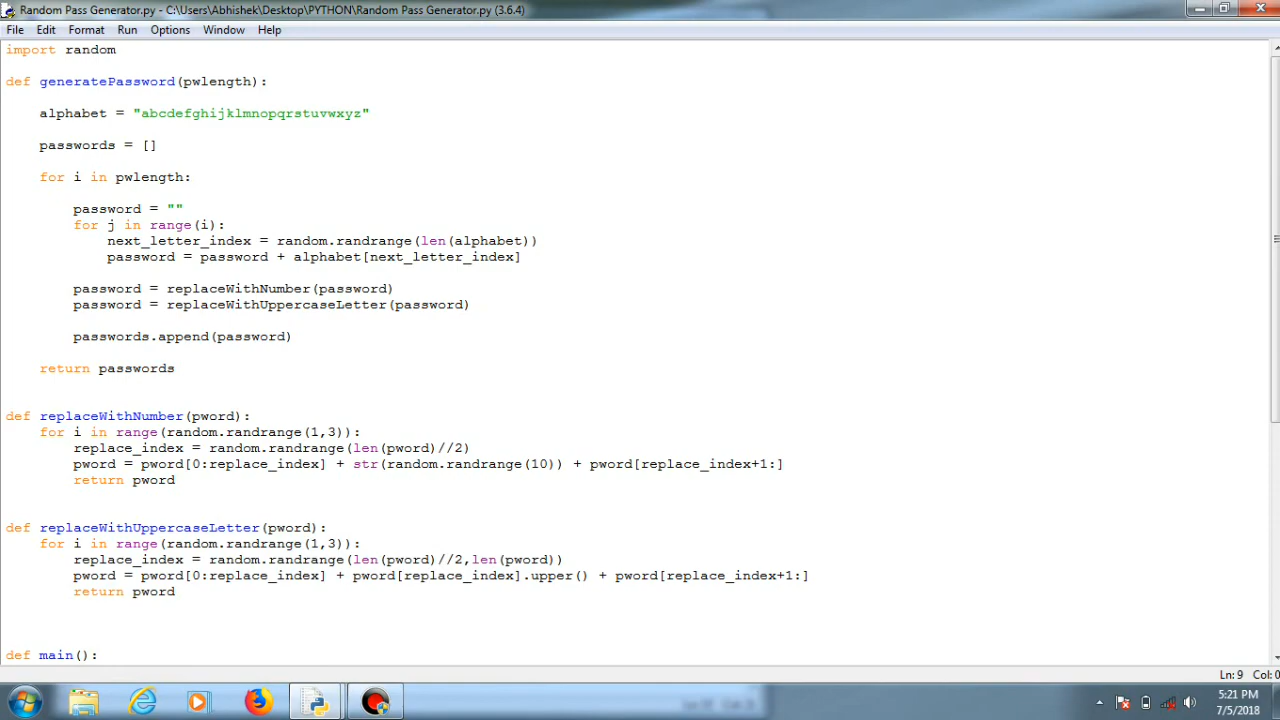 Random Pass Generator.py - C:\Users\Abhishek\Desktop\PYTHON\Random Pass Generator.py (3.6.4)
File Edit Format Run Options Window Help
import random
def generatePassword(pwlength):
    alphabet = "abcdefghijklmnopqrstuvwxyz"
    passwords = []
    for i in pwlength:
        password = ""
        for j in range(i):
            next_letter_index = random.randrange(len(alphabet))
            password = password + alphabet[next_letter_index]
        password = replaceWithNumber(password)
        password = replaceWithUppercaseLetter(password)
        passwords.append(password)
    return passwords
def replaceWithNumber(pword):
    for i in range(random.randrange(1,3)):
        replace_index = random.randrange(len(pword)//2)
        pword = pword[0:replace_index] + str(random.randrange(10)) + pword[replace_index+1:]
        return pword
def replaceWithUppercaseLetter(pword):
    for i in range(random.randrange(1,3)):
        replace_index = random.randrange(len(pword)//2,len(pword))
        pword = pword[0:replace_index] + pword[replace_index].upper() + pword[replace_index+1:]
        return pword
def main():
Ln: 9 Col: 0
5:21 PM
7/5/2018